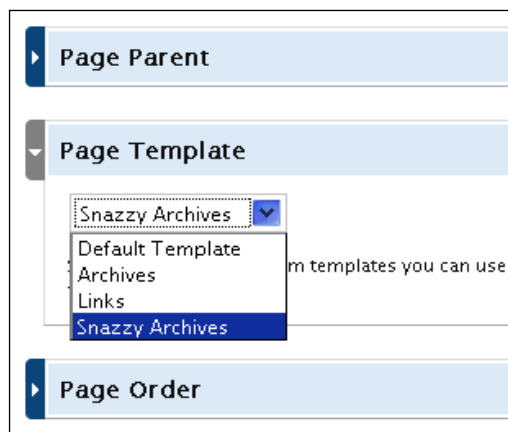 Page Parent
Page Template
Snazzy Archives
Default Template
m templates you can use
Archives
Links
Snazzy Archives
Page Order